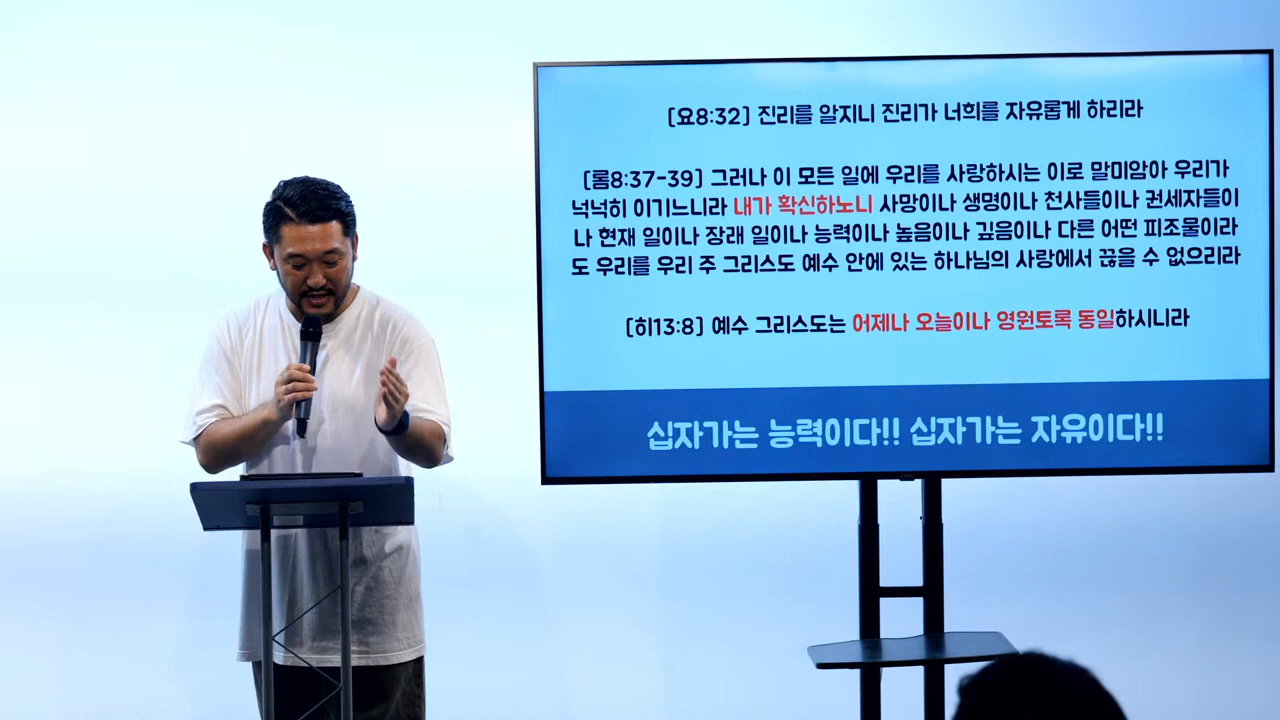 [요8:32] 진리를 알지니 진리가 너희를 자유롭게 하리라
[롬8:37-39] 그러나 이 모든 일에 우리를 사랑하시는 이로 말미암아 우리가
넉넉히 이기느니라 내가 확신하노니 사망이나 생명이나 천사들이나 권세자들이
나 현재 일이나 장래 일이나 능력이나 높음이나 깊음이나 다른 어떤 피조물이라
도 우리를 우리 주 그리스도 예수 안에 있는 하나님의 사랑에서 끊을 수 없으리라
[히13:8] 예수 그리스도는 어제나 오늘이나 영원토록 동일하시니라
십자가는 능력이다!! 십자가는 자유이다!!